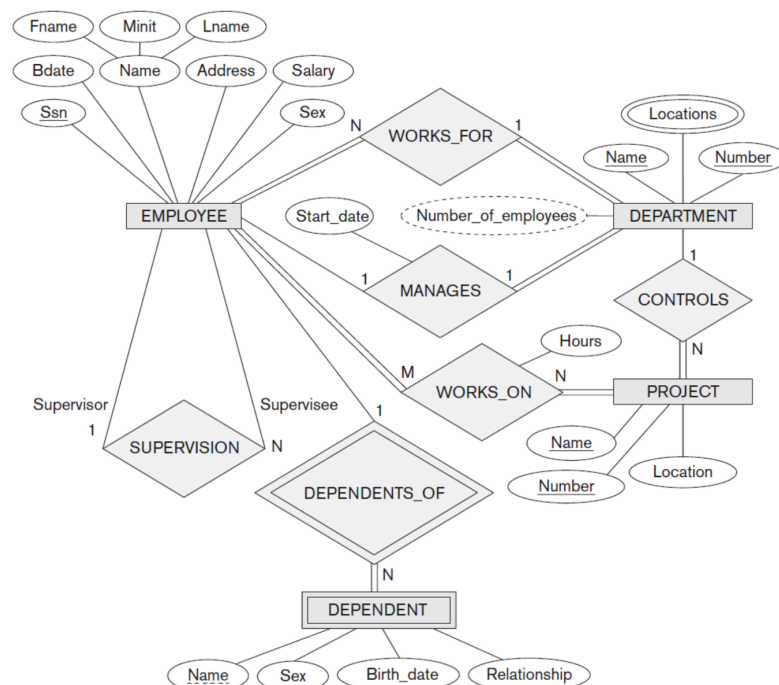 Fname Minit Lname
Bdate Name Address Salary
Ssn Sex
N WORKS_FOR 1
Locations
Name Number
EMPLOYEE Start_date Number_of_employees DEPARTMENT
1 MANAGES 1
1
CONTROLS
N
Hours
M WORKS_ON N PROJECT
Supervisor Supervisee
1 SUPERVISION N
1
Name
Number
Location
DEPENDENTS_OF
N
DEPENDENT
Name Sex Birth_date Relationship